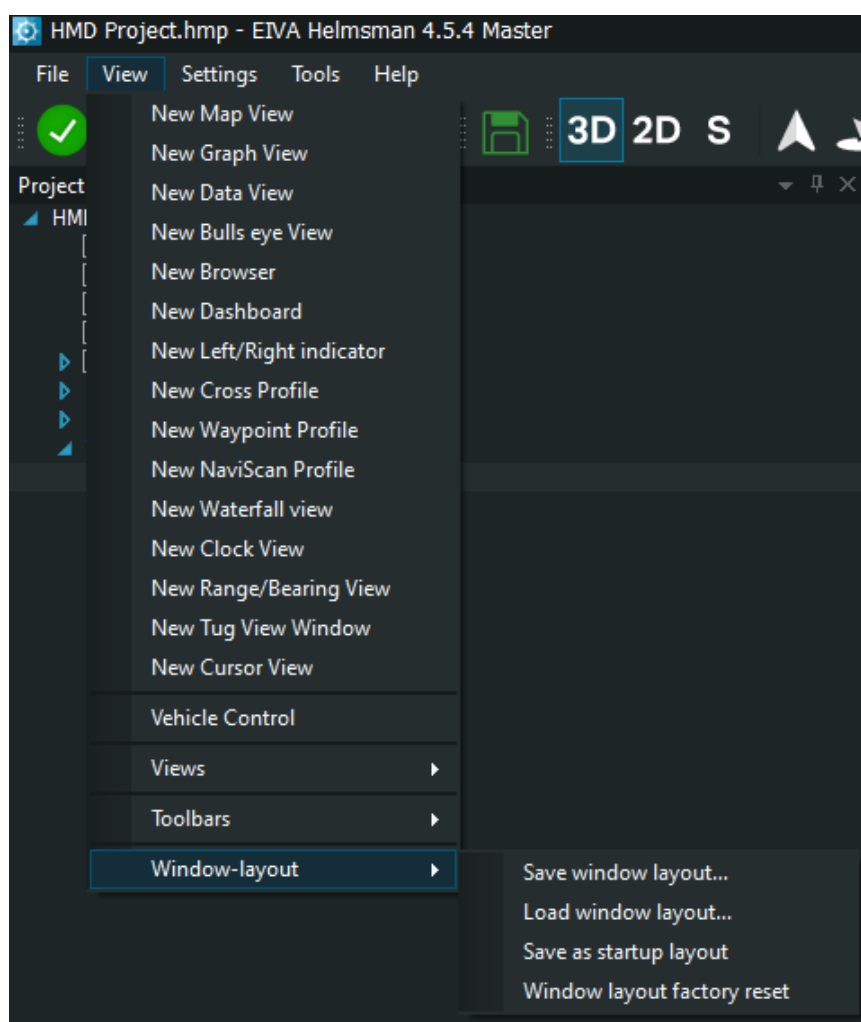 HMD Project.hmp - EIVA Helmsman 4.5.4 Master
File View Settings Tools Help
3D 2D S
Project
HMD
New Map View
New Graph View
New Data View
New Bulls eye View
New Browser
New Dashboard
New Left/Right indicator
New Cross Profile
New Waypoint Profile
New NaviScan Profile
New Waterfall view
New Clock View
New Range/Bearing View
New Tug View Window
New Cursor View
Vehicle Control
Views
Toolbars
Window-layout
Save window layout...
Load window layout...
Save as startup layout
Window layout factory reset